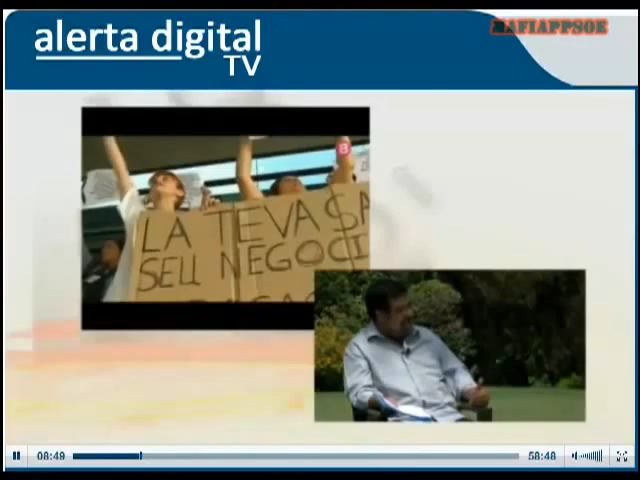 alerta digital
TV
MAFIAPPSOE
LA TEVA SA
SEU NEGOCI
08:49
58:48